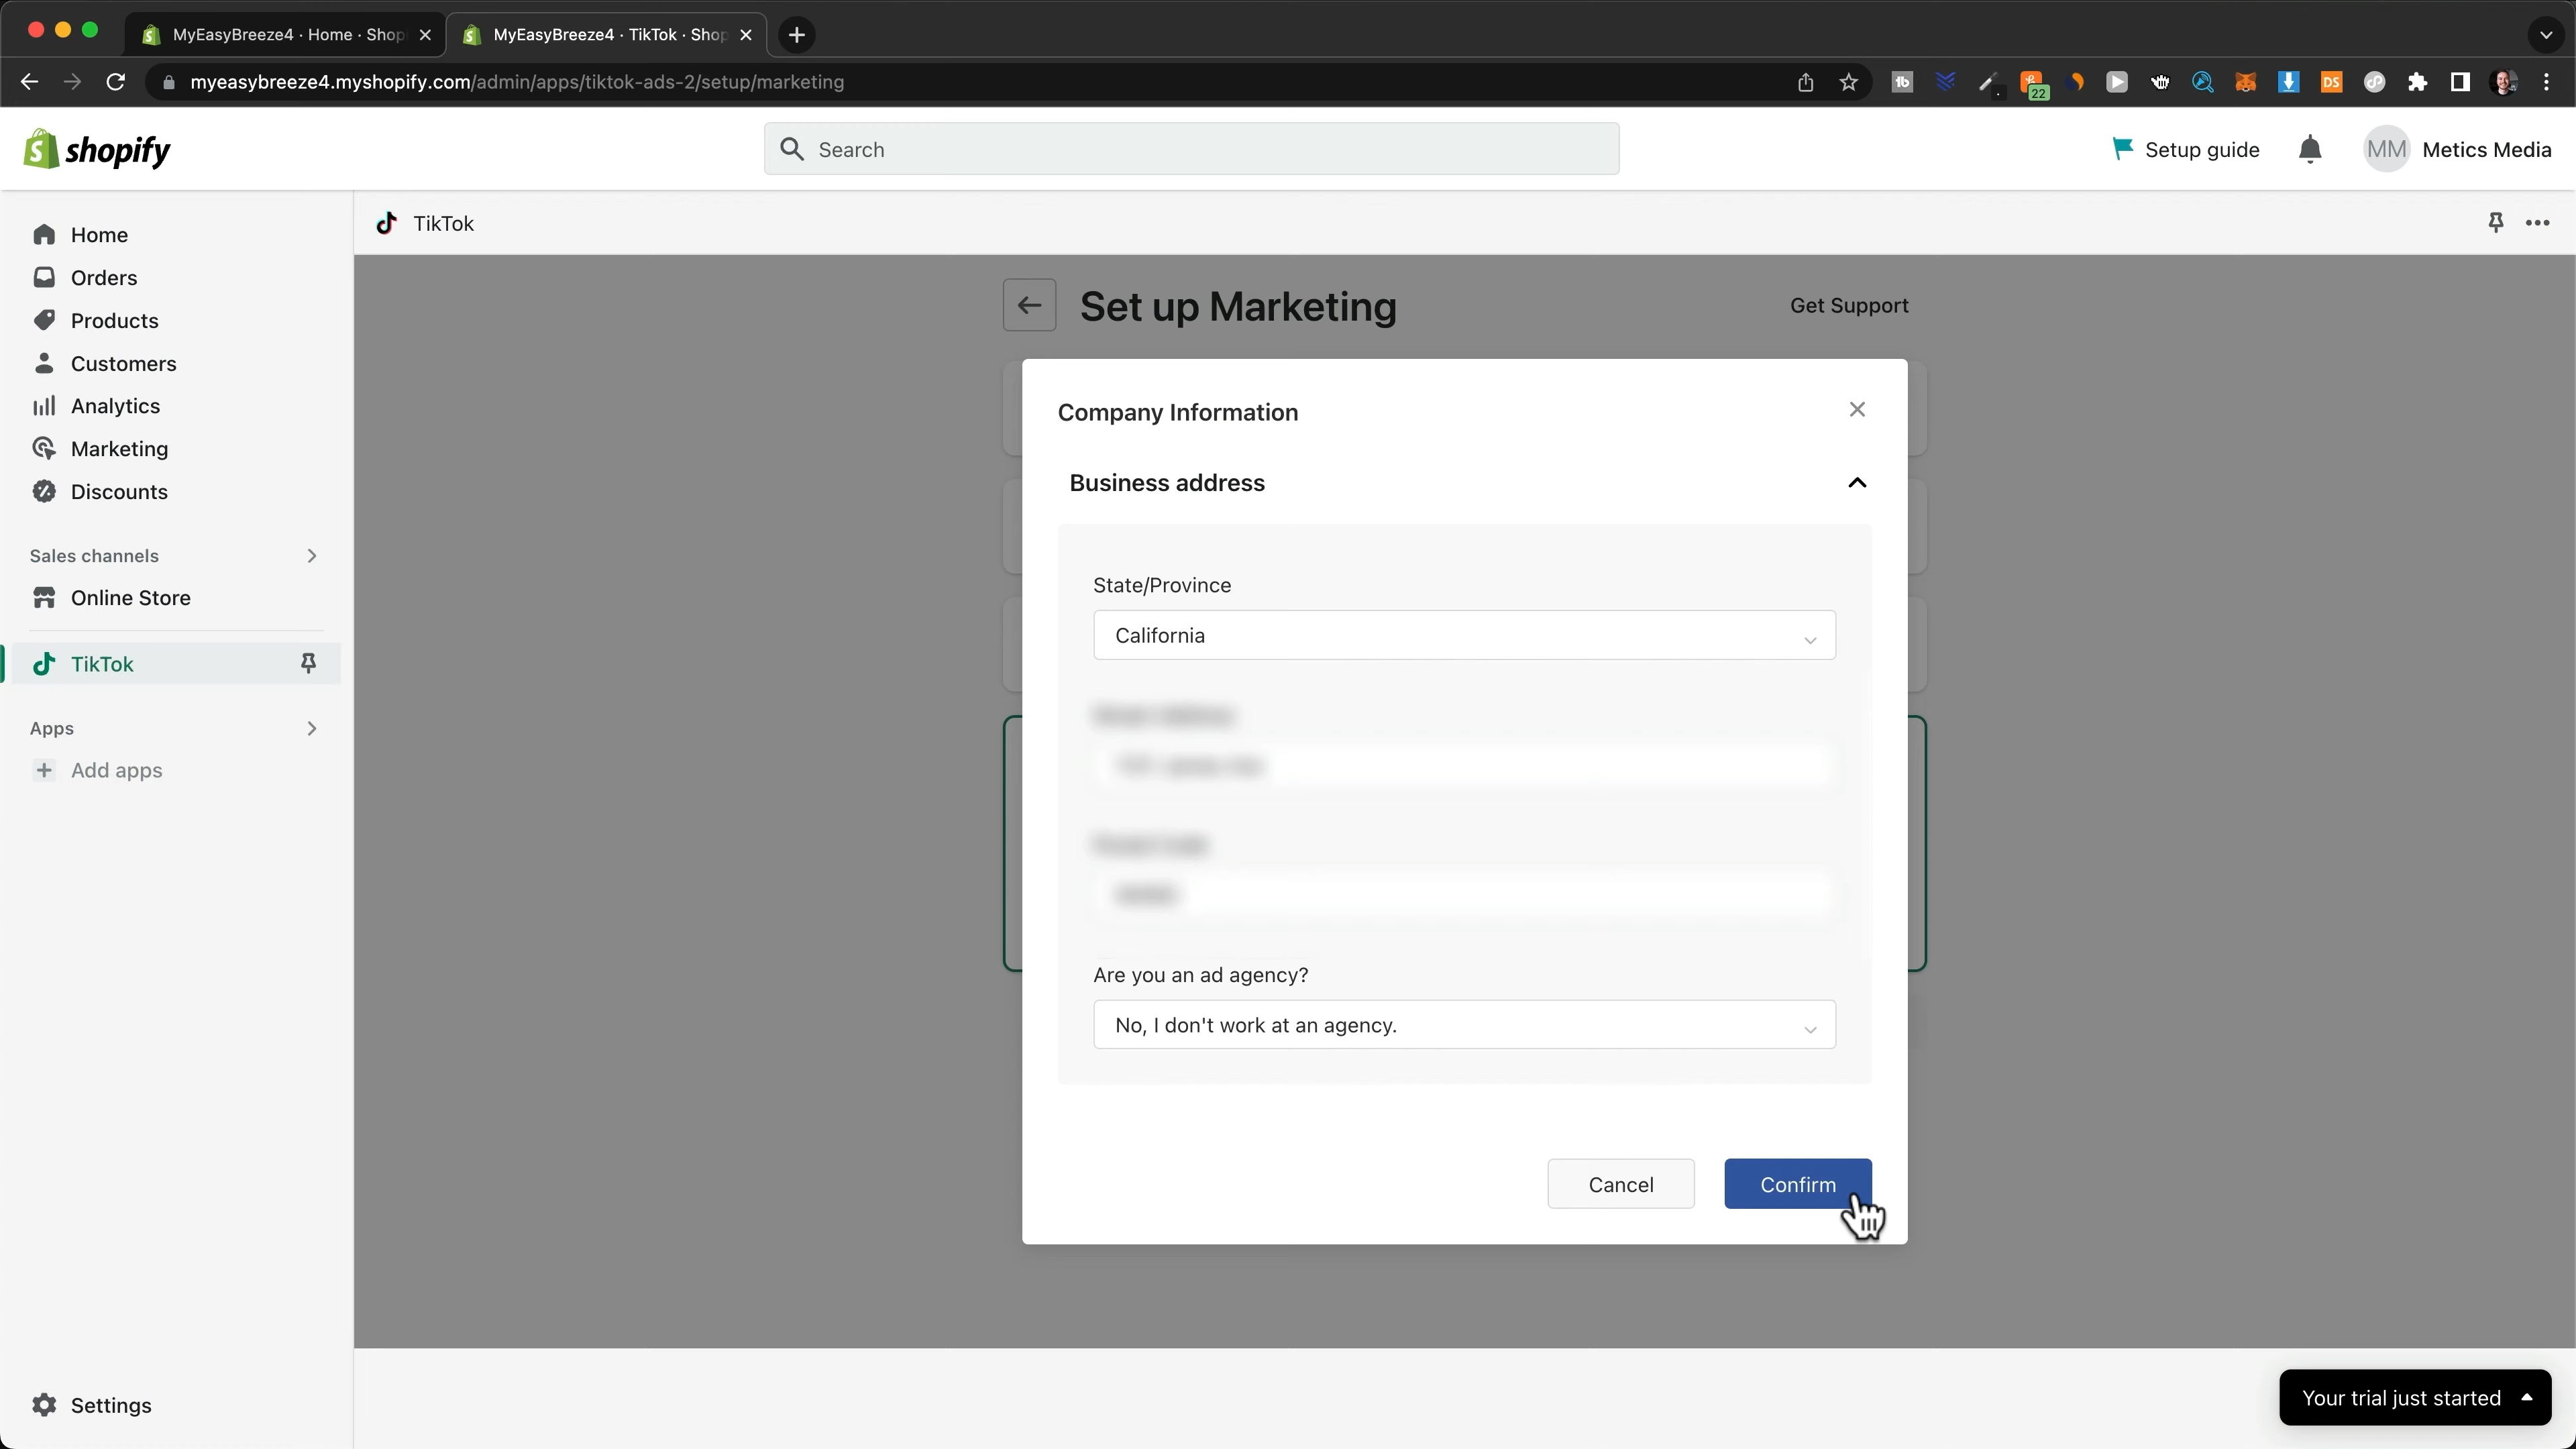 MyEasyBreeze4 · Home · Shop
MyEasyBreeze4 · TikTok · Shop
myeasybreeze4.myshopify.com/admin/apps/tiktok-ads-2/setup/marketing
22
DS
shopify
Search
Setup guide
MM
Metics Media
Home
Orders
Products
Customers
Analytics
Marketing
Discounts
Sales channels
Online Store
TikTok
Apps
Add apps
Settings
TikTok
Set up Marketing
Get Support
Company Information
Business address
State/Province
California
Are you an ad agency?
No, I don't work at an agency.
Cancel
Confirm
Your trial just started